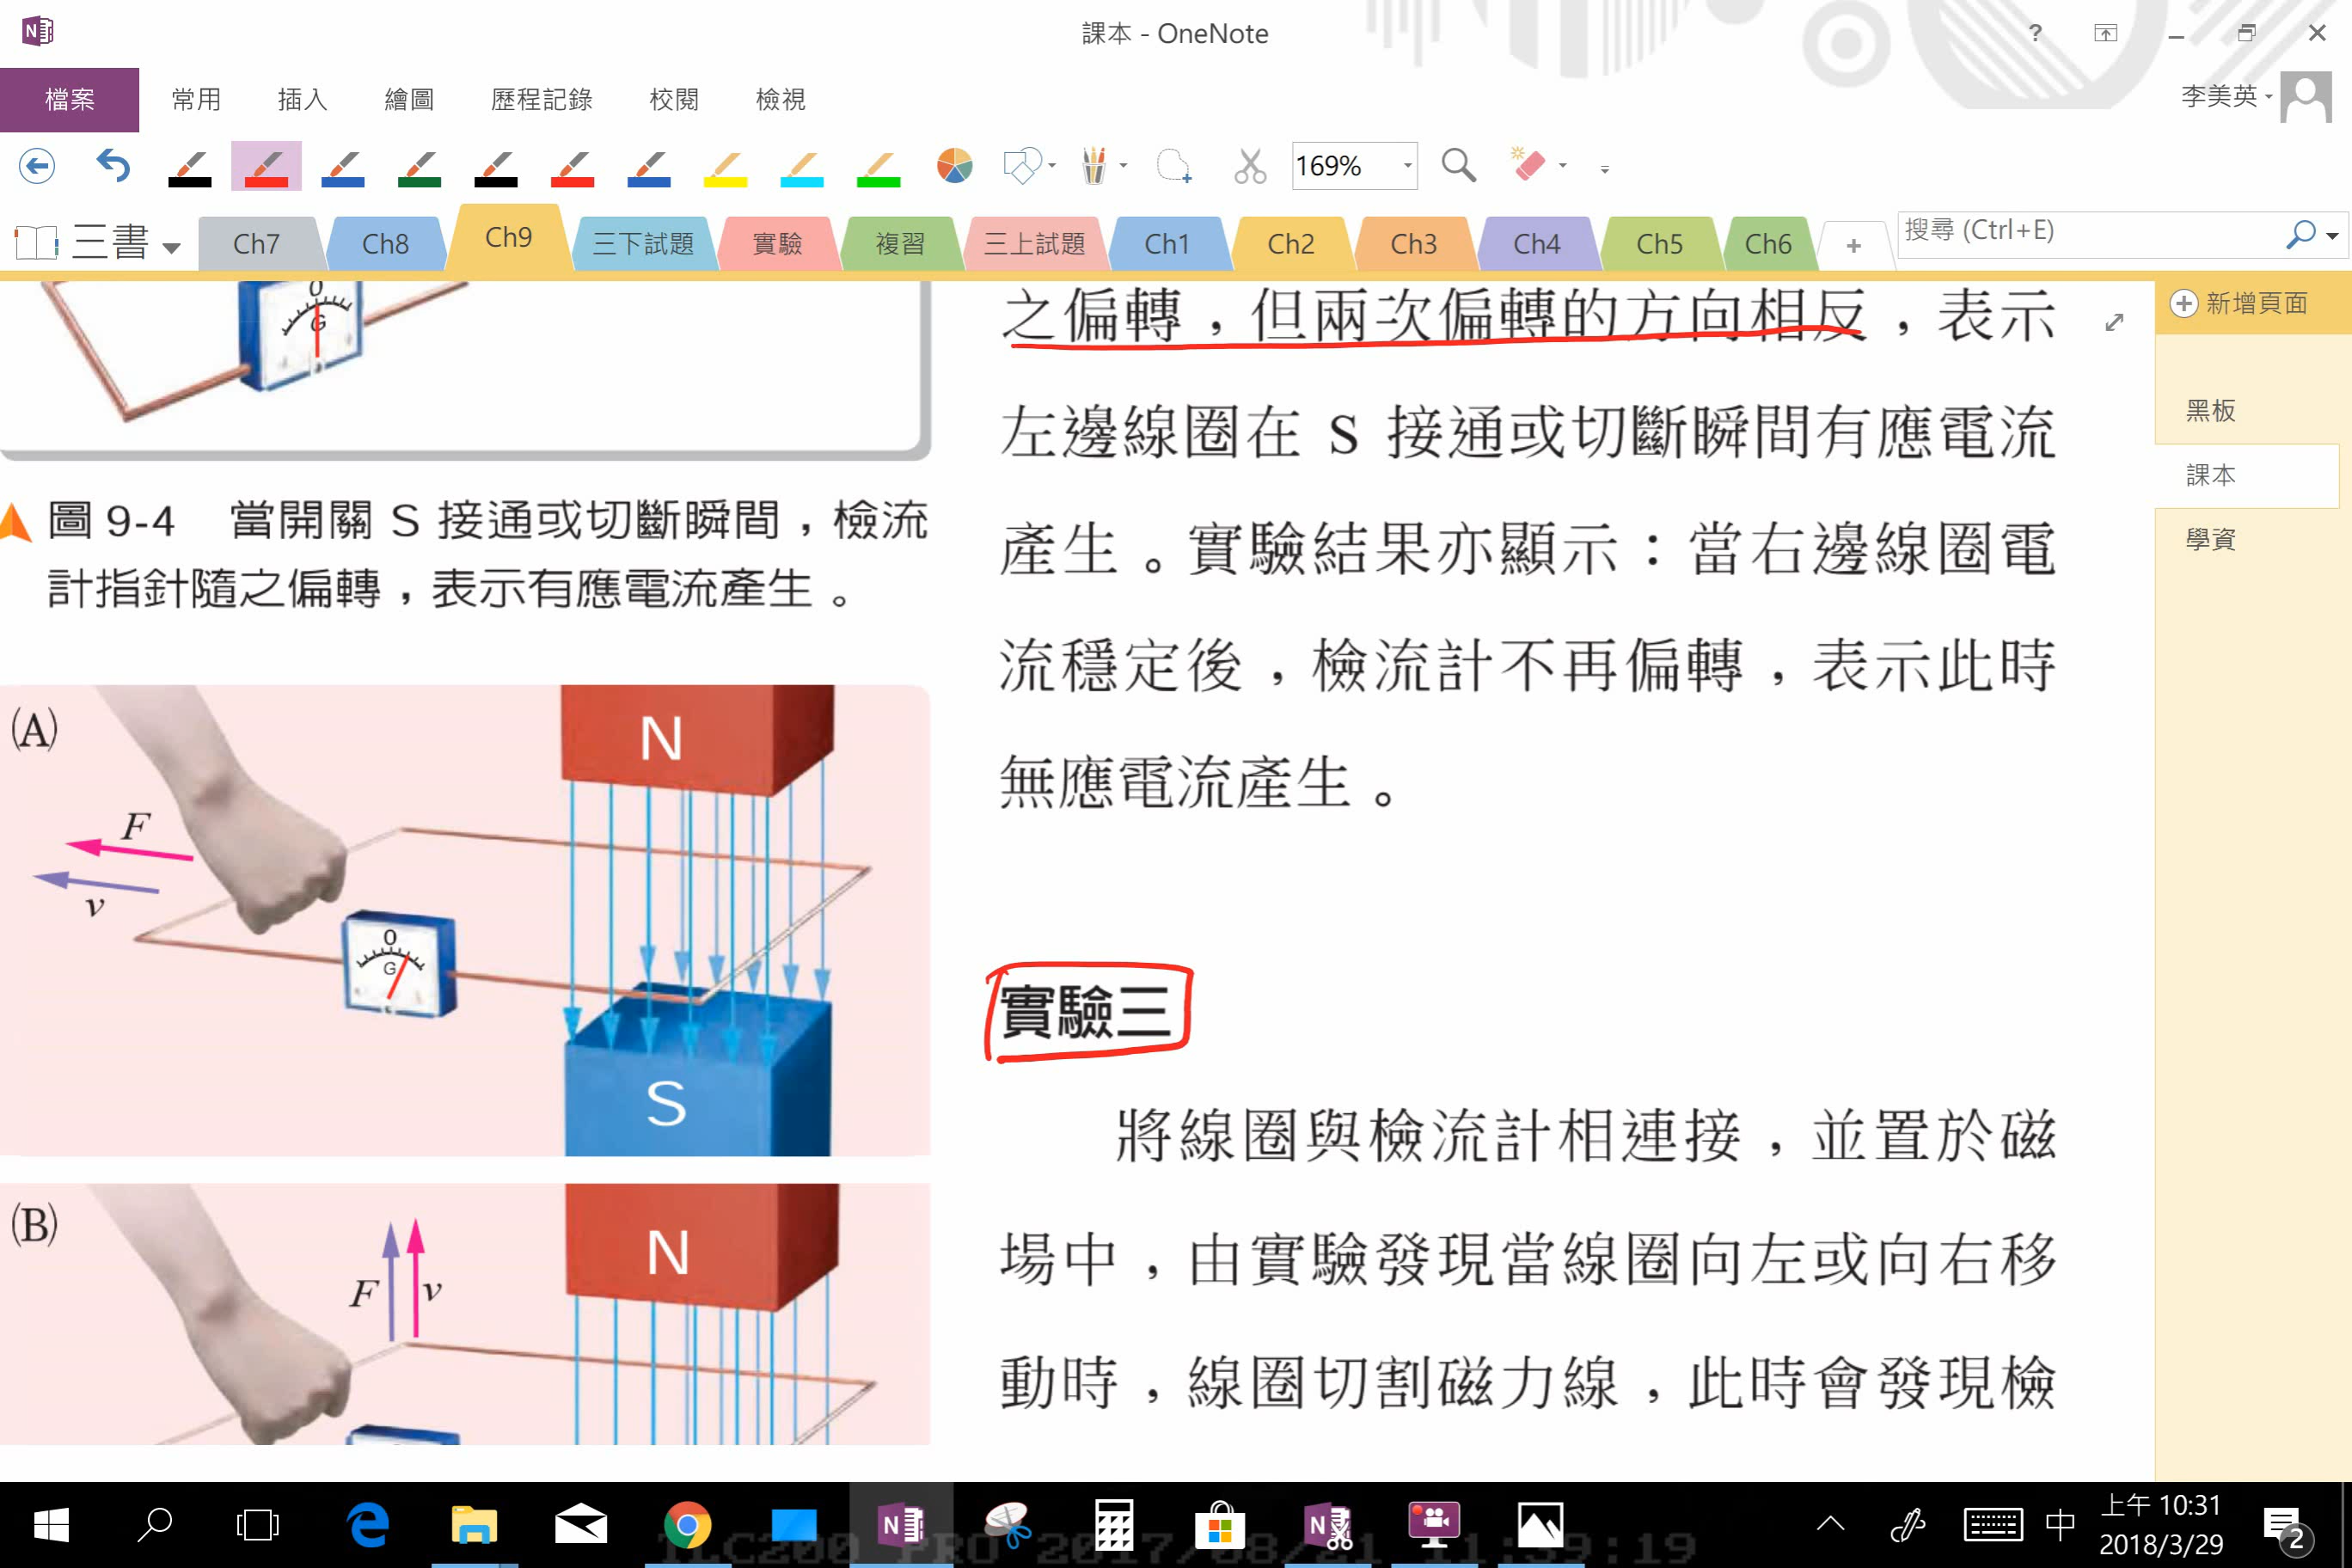 課本 - OneNote
?
李美英
檔案 常用 插入 繪圖 歷程記錄 校閱 檢視
169%
三書 Ch7 Ch8 Ch9 三下試題 實驗 複習 三上試題 Ch1 Ch2 Ch3 Ch4 Ch5 Ch6 +
搜尋 (Ctrl+E)
新增頁面
黑板
課本
學資
0
G
圖 9-4 當開關 S 接通或切斷瞬間，檢流
計指針隨之偏轉，表示有應電流產生。
(A)
N
F
v
0
G
S
(B)
N
F v
之偏轉，但兩次偏轉的方向相反，表示
左邊線圈在 S 接通或切斷瞬間有應電流
產生。實驗結果亦顯示：當右邊線圈電
流穩定後，檢流計不再偏轉，表示此時
無應電流產生。
實驗三
將線圈與檢流計相連接，並置於磁
場中，由實驗發現當線圈向左或向右移
動時，線圈切割磁力線，此時會發現檢
中
上午 10:31
2018/3/29
2
TLC200 PRO 2017/08/21 11:39:19